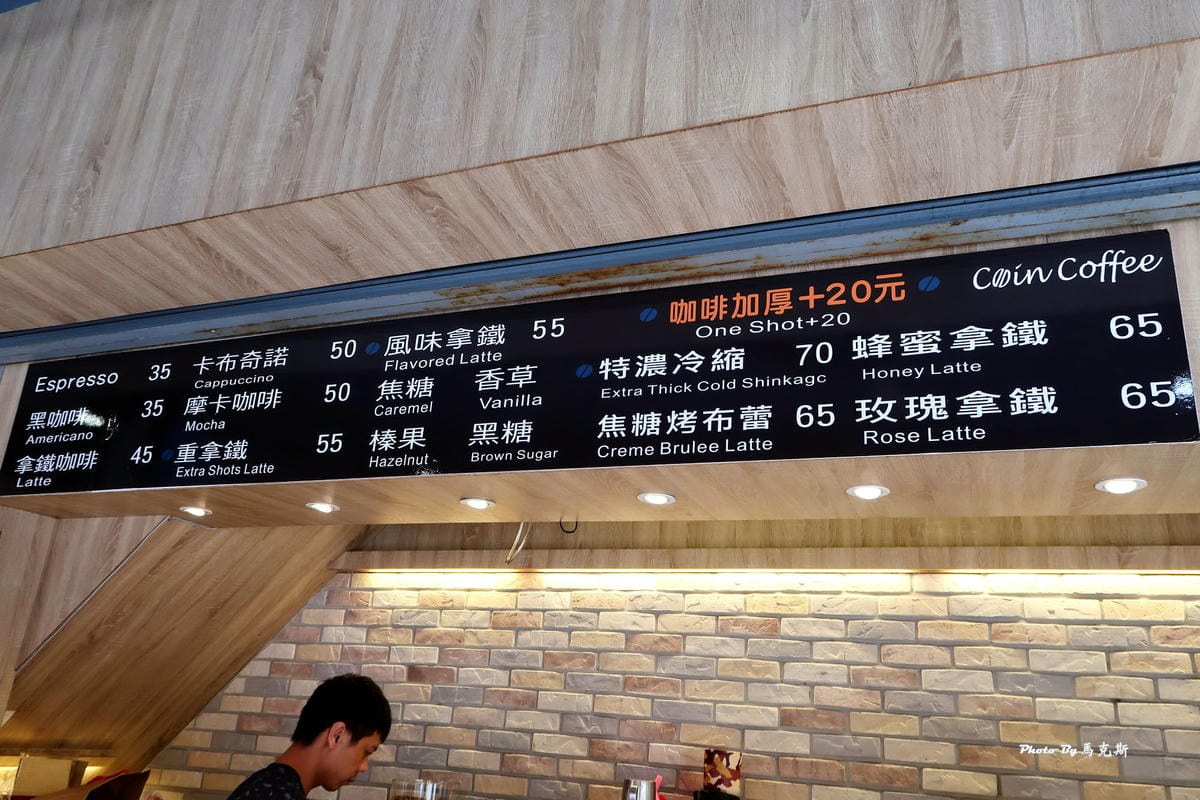 Coin Coffee
咖啡加厚+20元
One Shot+20
Espresso 35
黑咖啡 35
Americano
拿鐵咖啡 45
Latte
卡布奇諾 50
Cappuccino
摩卡咖啡 50
Mocha
重拿鐵 55
Extra Shots Latte
風味拿鐵 55
Flavored Latte
焦糖 香草
Caremel Vanilla
榛果 黑糖
Hazelnut Brown Sugar
特濃冷縮 70
Extra Thick Cold Shinkagc
焦糖烤布蕾 65
Creme Brulee Latte
蜂蜜拿鐵 65
Honey Latte
玫瑰拿鐵 65
Rose Latte
Photo By 馬克斯